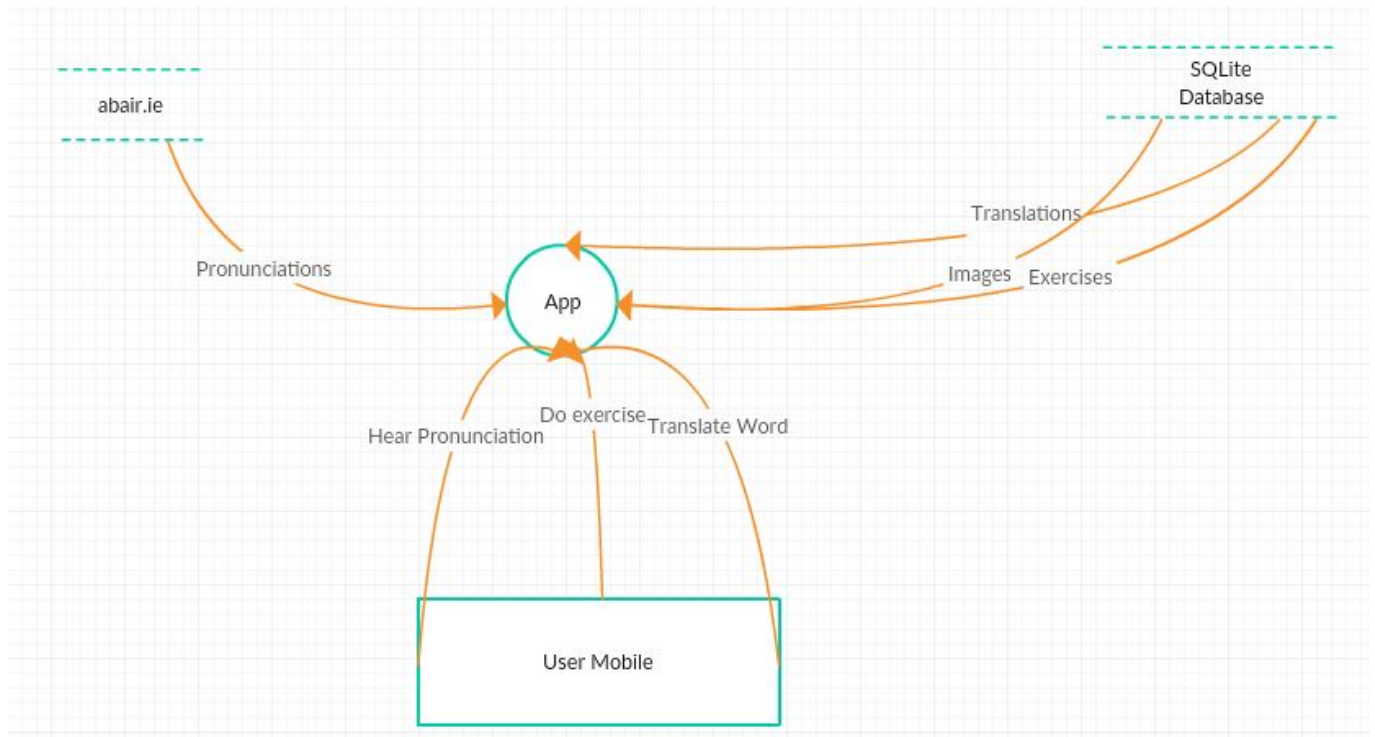 abair.ie
SQLite
Database
Translations
Pronunciations
Images
Exercises
App
Do exercise
Translate Word
Hear Pronunciation
User Mobile